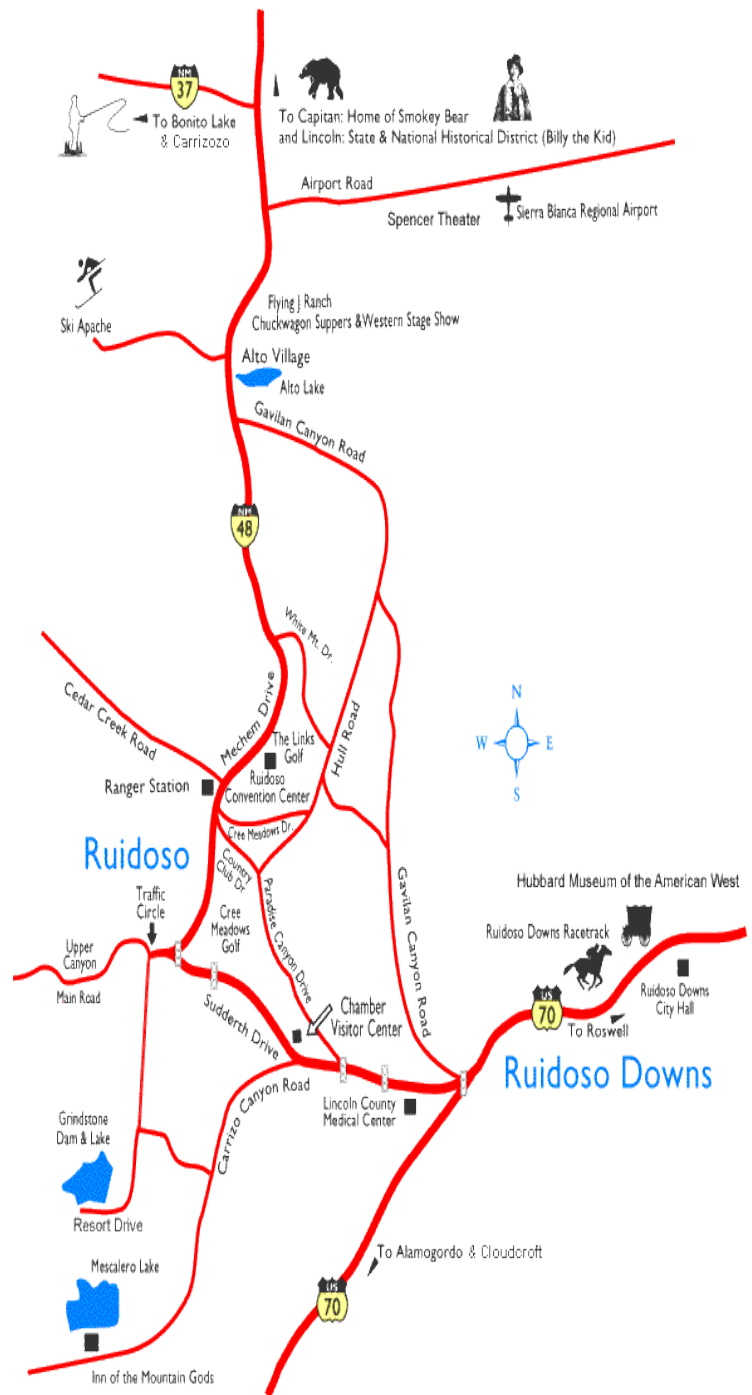 NM
37
To Bonito Lake
& Carrizozo
To Capitan: Home of Smokey Bear
and Lincoln: State & National Historical District (Billy the Kid)
Airport Road
Spencer Theater
Sierra Blanca Regional Airport
Ski Apache
Flying J Ranch
Chuckwagon Suppers &Western Stage Show
Alto Village
Alto Lake
Gavilan Canyon Road
NM
48
White Mt. Dr.
Cedar Creek Road
Mechem Drive
Hull Road
The Links
Golf
Ranger Station
Ruidoso
Convention Center
N
W
E
S
Cree Meadows Dr.
Ruidoso
Country
Club Dr.
Traffic
Circle
Cree
Meadows
Golf
Paradise Canyon Drive
Gavilan Canyon Road
Hubbard Museum of the American West
Ruidoso Downs Racetrack
Upper
Canyon
Main Road
Ruidoso Downs
City Hall
US
70
To Roswell
Sudderth Drive
Chamber
Visitor Center
Ruidoso Downs
Carrizo Canyon Road
Lincoln County
Medical Center
Grindstone
Dam & Lake
Resort Drive
To Alamogordo & Cloudcroft
Mescalero Lake
US
70
Inn of the Mountain Gods